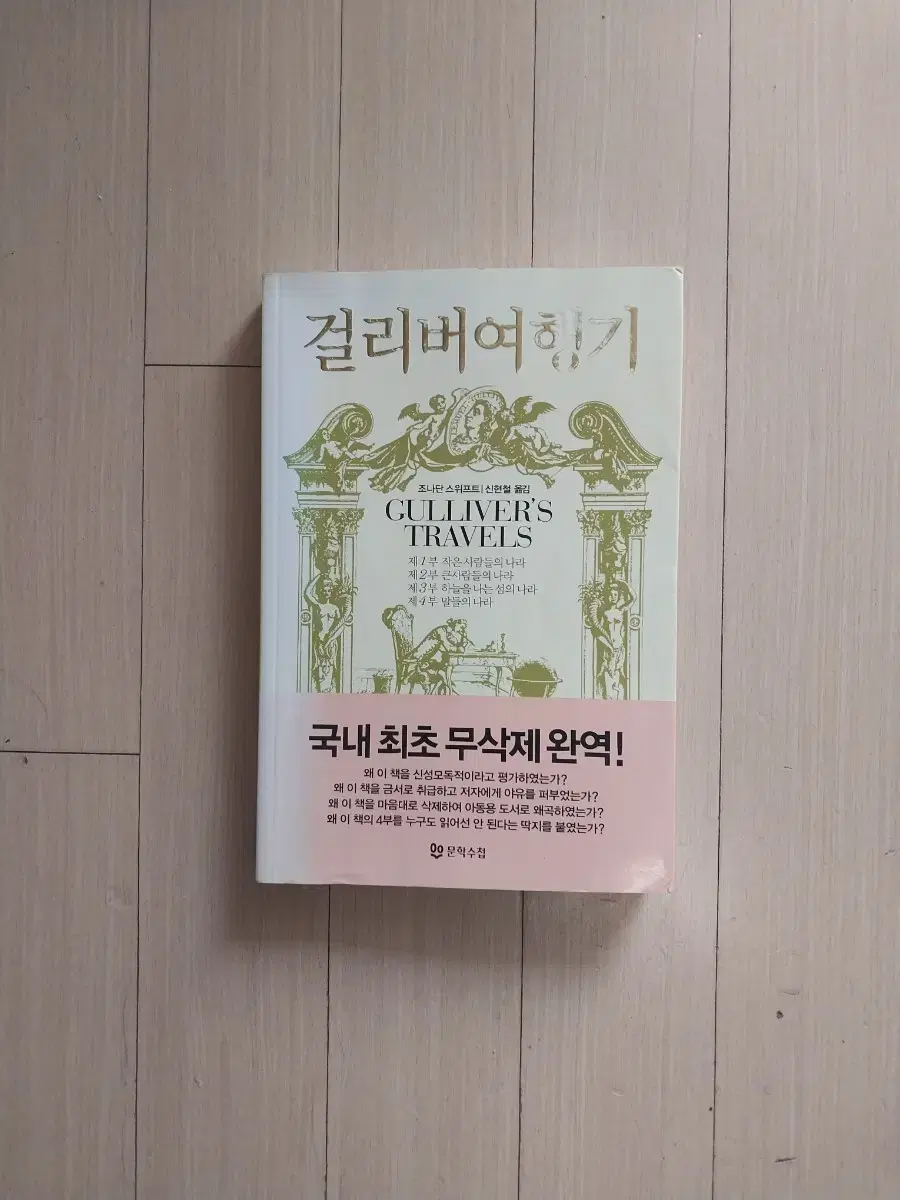 걸리버여행기
조나단 스위프트 | 신현철 옮김
GULLIVER'S
TRAVELS
제1부 작은사람들의 나라
제2부 큰사람들의 나라
제3부 하늘을 나는 섬의 나라
제4부 말들의 나라
국내 최초 무삭제 완역!
왜 이 책을 신성모독적이라고 평가하였는가?
왜 이 책을 금서로 취급하고 저자에게 야유를 퍼부었는가?
왜 이 책을 마음대로 삭제하여 아동용 도서로 왜곡하였는가?
왜 이 책의 4부를 누구도 읽어선 안 된다는 딱지를 붙였는가?
문학수첩